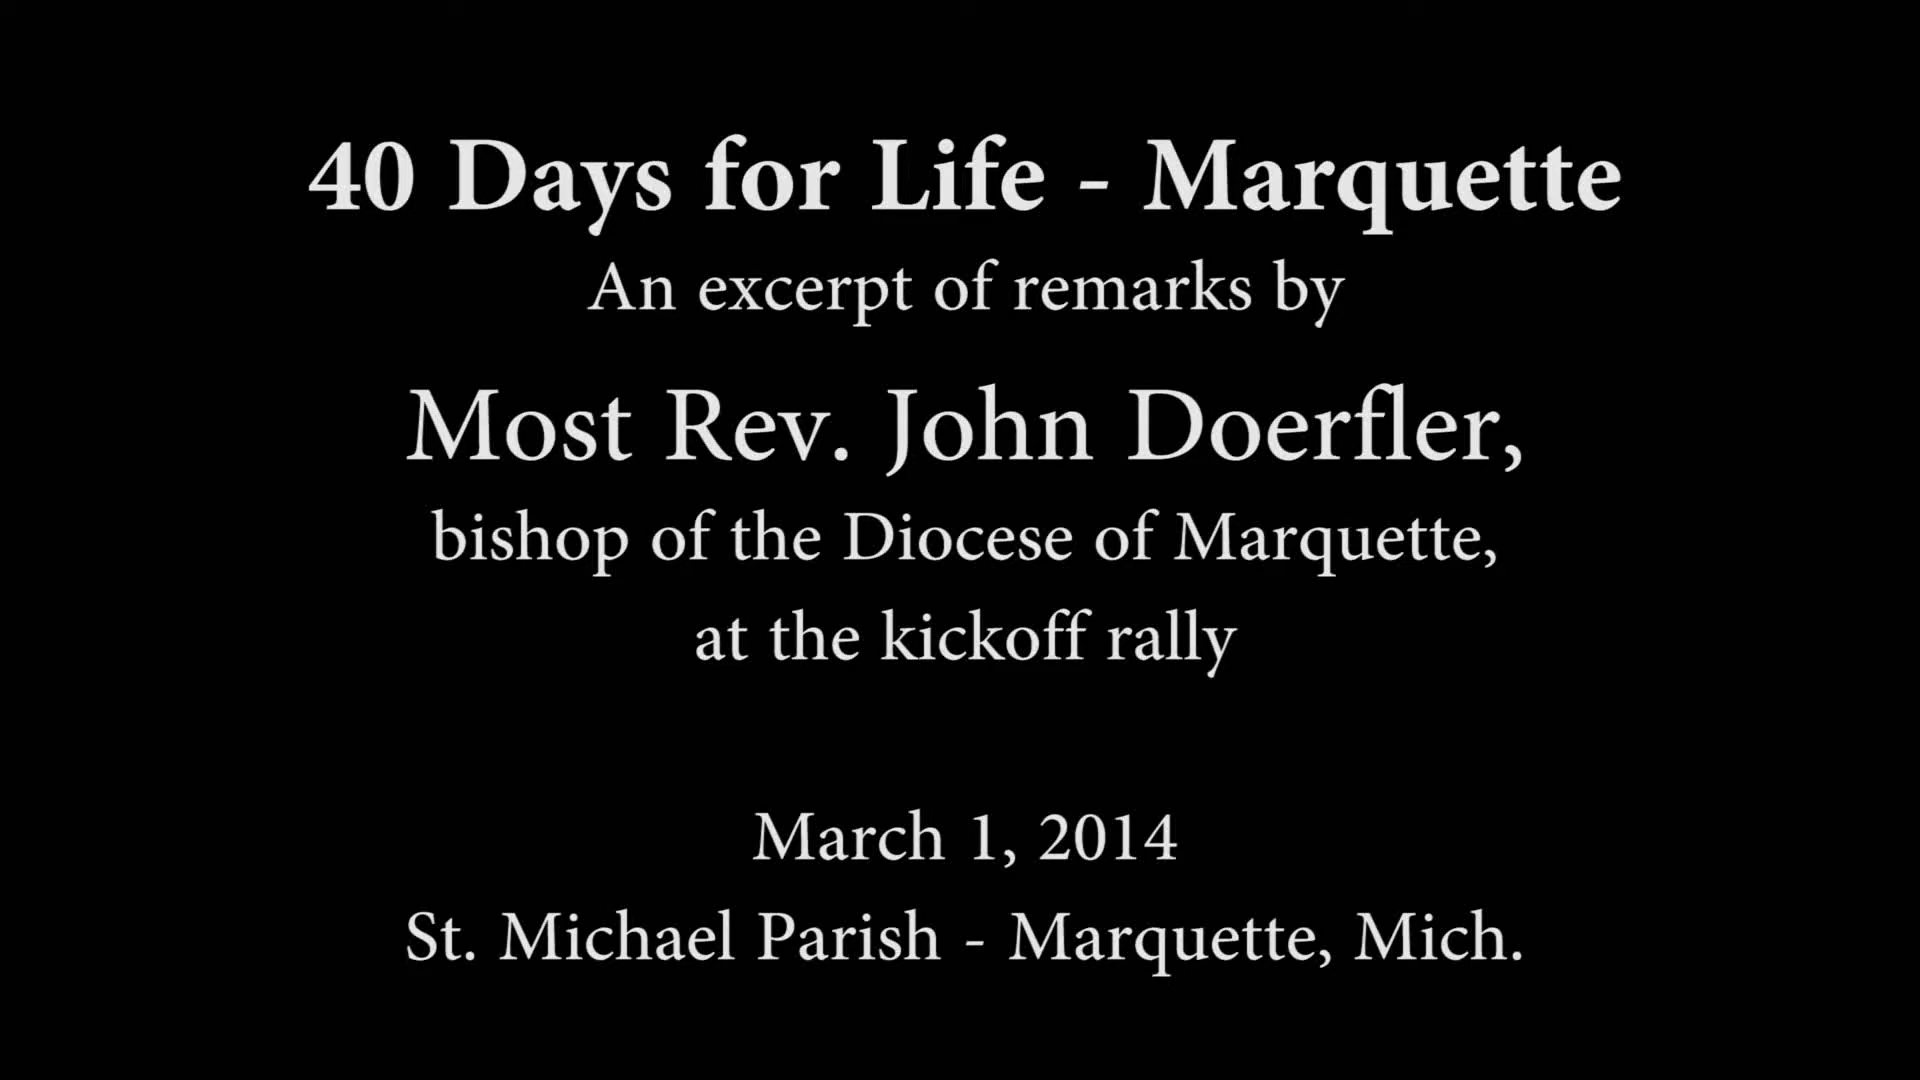 40 Days for Life - Marquette
An excerpt of remarks by
Most Rev. John Doerfler,
bishop of the Diocese of Marquette,
at the kickoff rally
March 1, 2014
St. Michael Parish - Marquette, Mich.